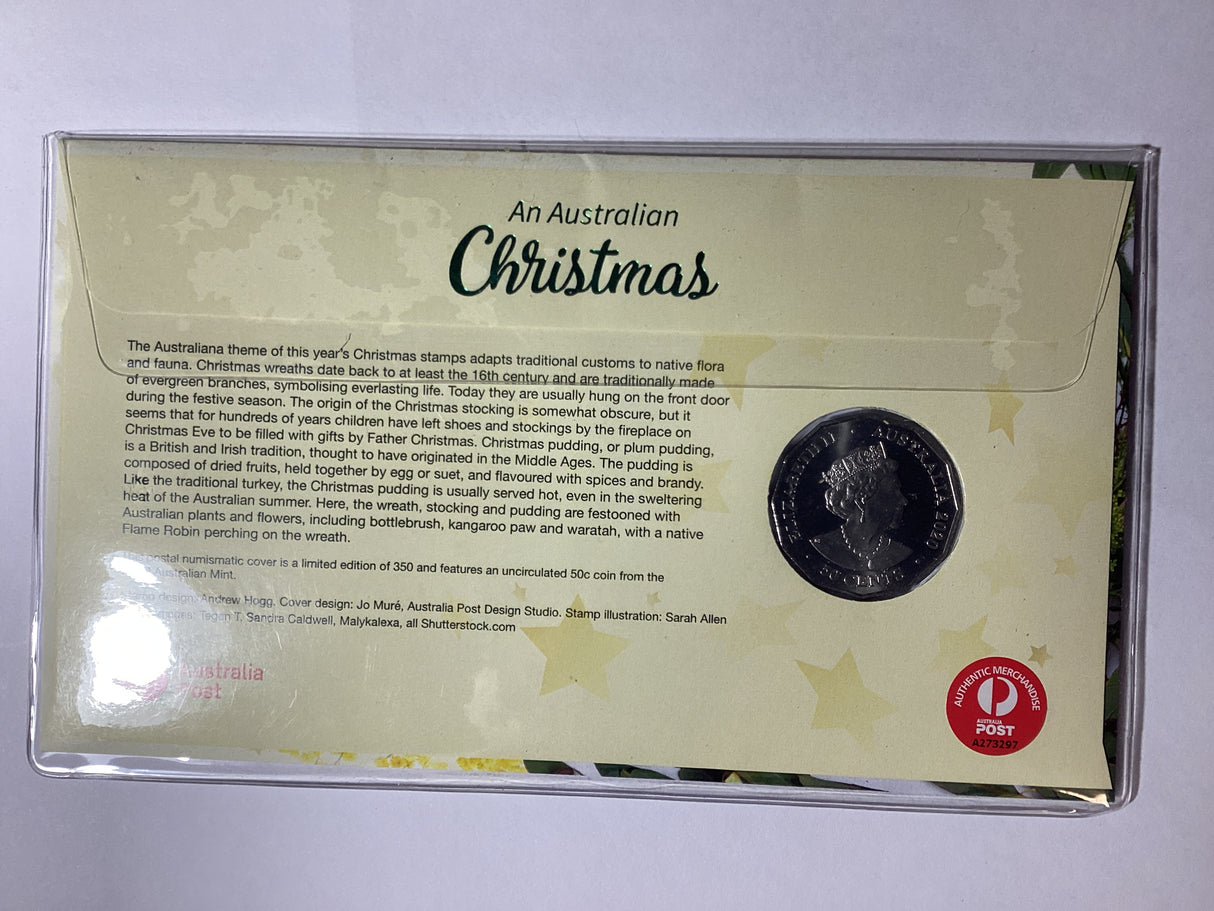 An Australian
Christmas
The Australiana theme of this year's Christmas stamps adapts traditional customs to native flora
and fauna. Christmas wreaths date back to at least the 16th century and are traditionally made
of evergreen branches, symbolising everlasting life. Today they are usually hung on the front door
during the festive season. The origin of the Christmas stocking is somewhat obscure, but it
seems that for hundreds of years children have left shoes and stockings by the fireplace on
Christmas Eve to be filled with gifts by Father Christmas. Christmas pudding, or plum pudding,
is a British and Irish tradition, thought to have originated in the Middle Ages. The pudding is
composed of dried fruits, held together by egg or suet, and flavoured with spices and brandy.
Like the traditional turkey, the Christmas pudding is usually served hot, even in the sweltering
heat of the Australian summer. Here, the wreath, stocking and pudding are festooned with
Australian plants and flowers, including bottlebrush, kangaroo paw and waratah, with a native
Flame Robin perching on the wreath.
postal numismatic cover is a limited edition of 350 and features an uncirculated 50c coin from the
Australian Mint.
design: Andrew Hogg. Cover design: Jo Muré, Australia Post Design Studio. Stamp illustration: Sarah Allen
Tegan T, Sandra Caldwell, Malykalexa, all Shutterstock.com
Australia
Post
ELIZABETH II AUSTRALIA 2020
50 CENTS
AUTHENTIC MERCHANDISE
AUSTRALIA
POST
A273297